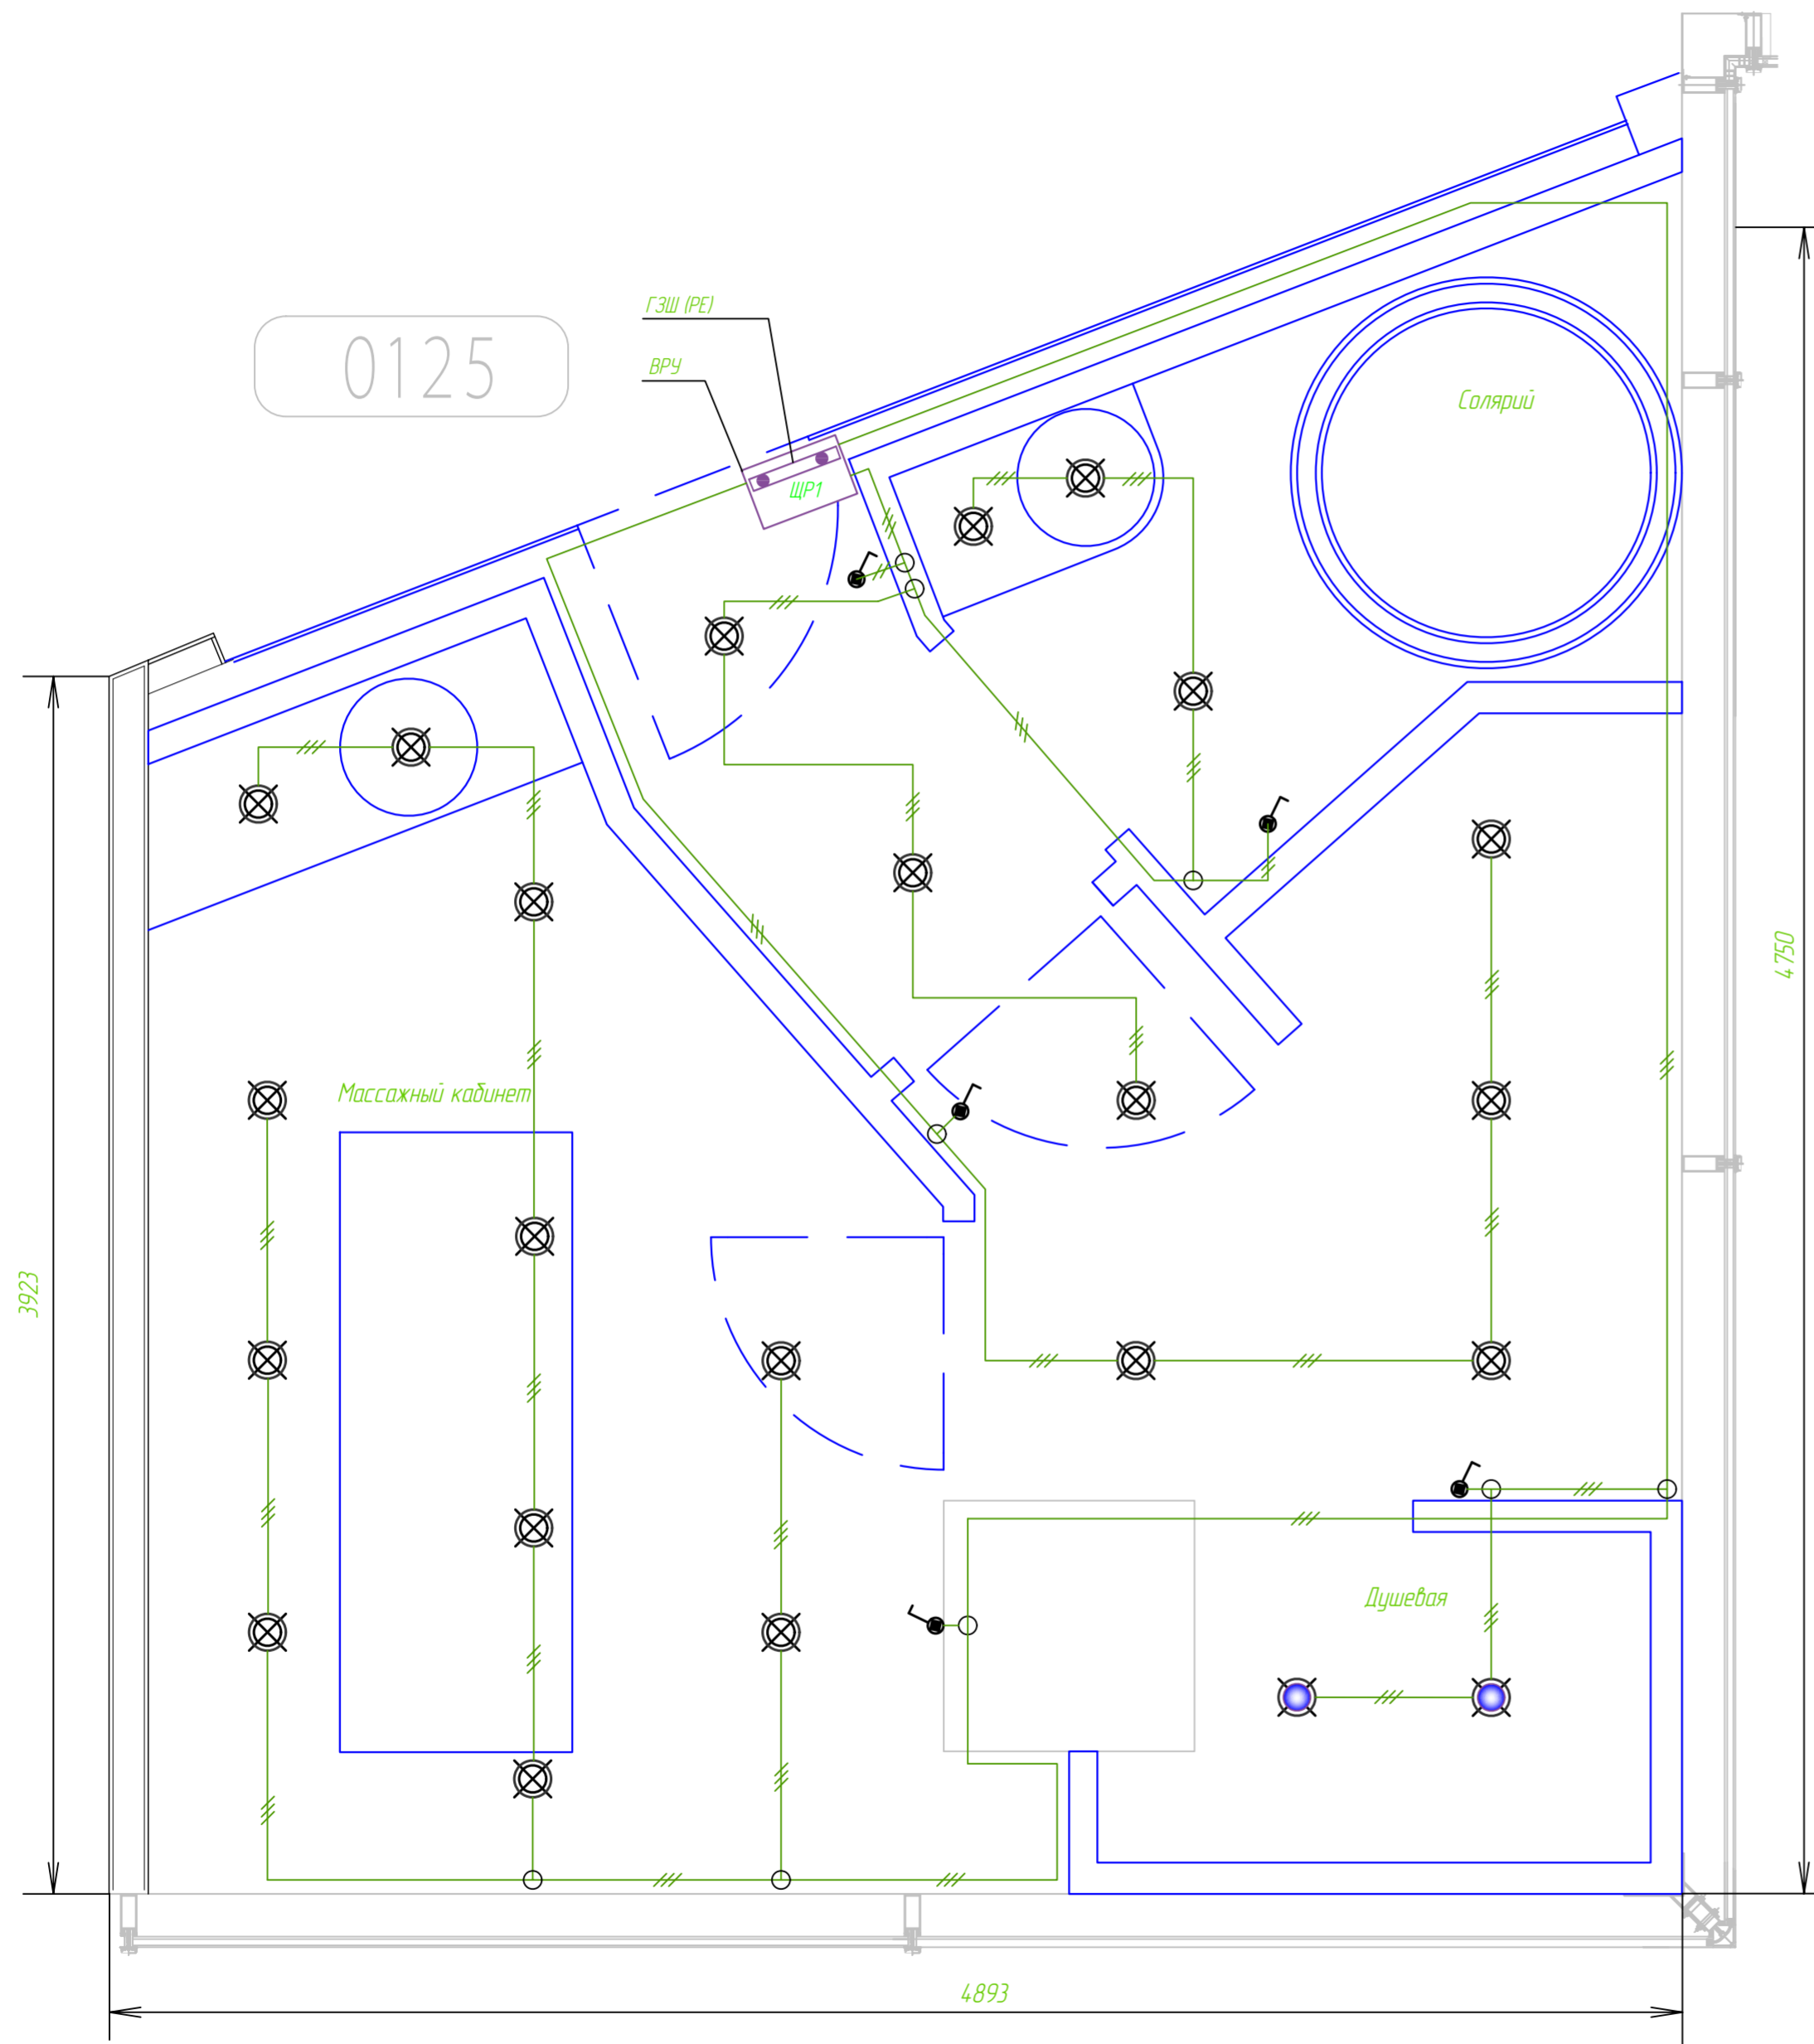 ГЗШ (РЕ)
0125
ВРУ
Солярий
ЩР1
4750
Массажный кабинет
3923
Душевая
4893